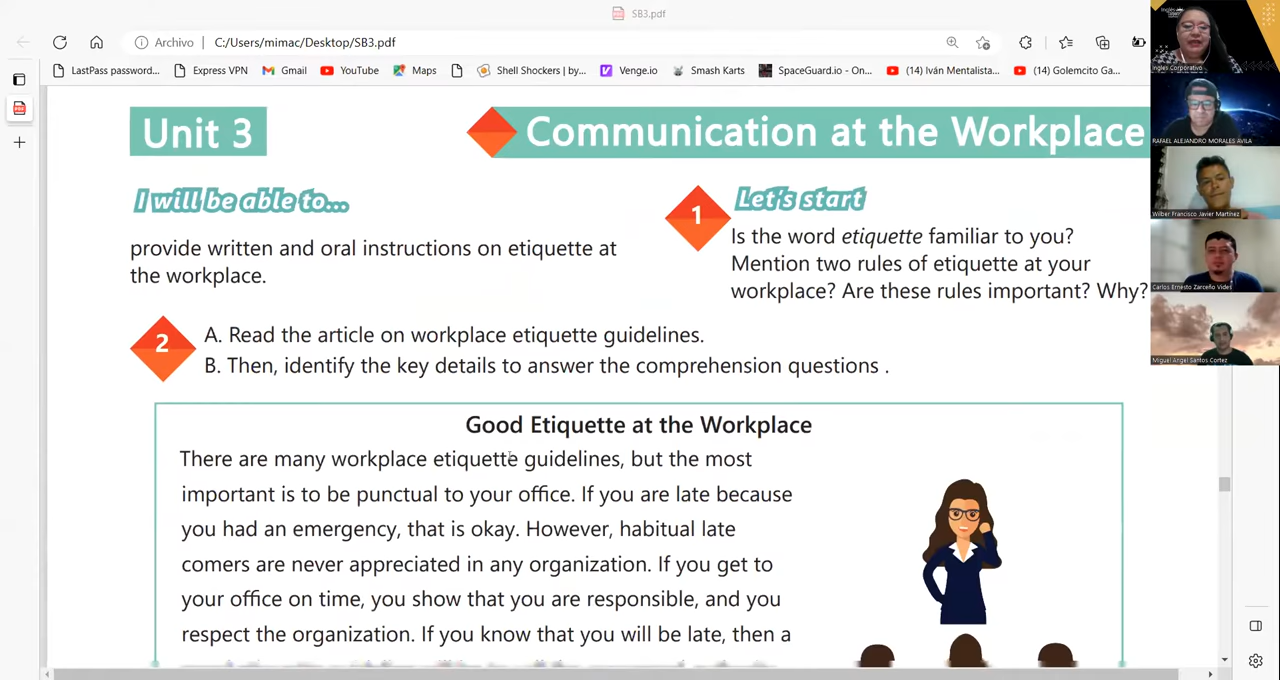 SB3.pdf
Archivo
C:/Users/mimac/Desktop/SB3.pdf
LastPass password...
Express VPN
Gmail
YouTube
Maps
Shell Shockers | by...
Venge.io
Smash Karts
SpaceGuard.io - On...
(14) Iván Mentalista...
(14) Golemcito Ga...
Unit 3
Communication at the Workplace
I will be able to...
provide written and oral instructions on etiquette at
the workplace.
1
Let's start
Is the word etiquette familiar to you?
Mention two rules of etiquette at your
workplace? Are these rules important? Why?
2
A. Read the article on workplace etiquette guidelines.
B. Then, identify the key details to answer the comprehension questions .
Good Etiquette at the Workplace
There are many workplace etiquette guidelines, but the most
important is to be punctual to your office. If you are late because
you had an emergency, that is okay. However, habitual late
comers are never appreciated in any organization. If you get to
your office on time, you show that you are responsible, and you
respect the organization. If you know that you will be late, then a
Ingles Corporativo
RAFAEL ALEJANDRO MORALES AVILA
Wilber Francisco Javier Martinez
Carlos Ernesto Zarceño Vides
Miguel Angel Santos Cortez